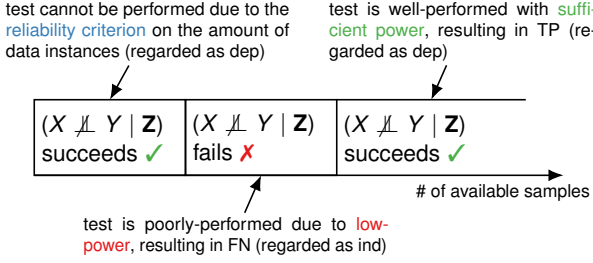 test cannot be performed due to the
reliability criterion on the amount of
data instances (regarded as dep)
test is well-performed with suffi-
cient power, resulting in TP (re-
garded as dep)
(X ⫫̸ Y | Z)
succeeds ✓
(X ⫫̸ Y | Z)
fails ✗
(X ⫫̸ Y | Z)
succeeds ✓
# of available samples
test is poorly-performed due to low-
power, resulting in FN (regarded as ind)